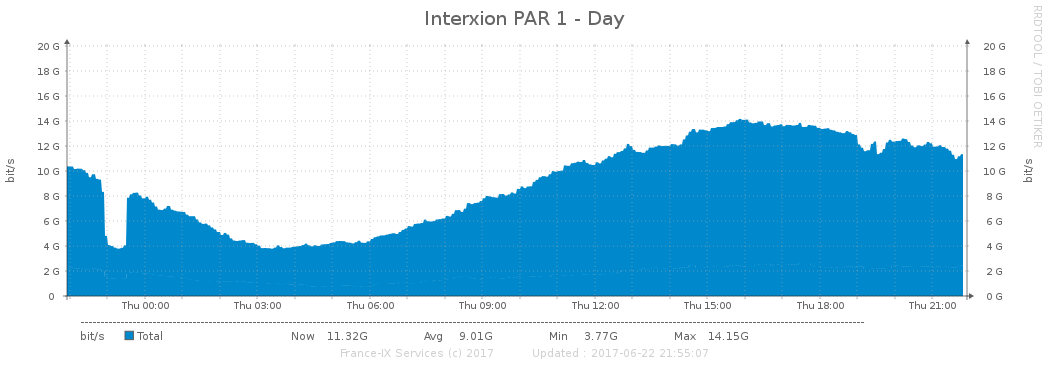 Interxion PAR 1 - Day
RRDTOOL / TOBI OETIKER
bit/s
20 G 20 G
18 G 18 G
16 G 16 G
14 G 14 G
12 G 12 G
10 G 10 G
8 G 8 G
6 G 6 G
4 G 4 G
2 G 2 G
0 0 G
bit/s
Thu 00:00 Thu 03:00 Thu 06:00 Thu 09:00 Thu 12:00 Thu 15:00 Thu 18:00 Thu 21:00
bit/s Total Now 11.32G Avg 9.01G Min 3.77G Max 14.15G
France-IX Services (c) 2017 Updated : 2017-06-22 21:55:07